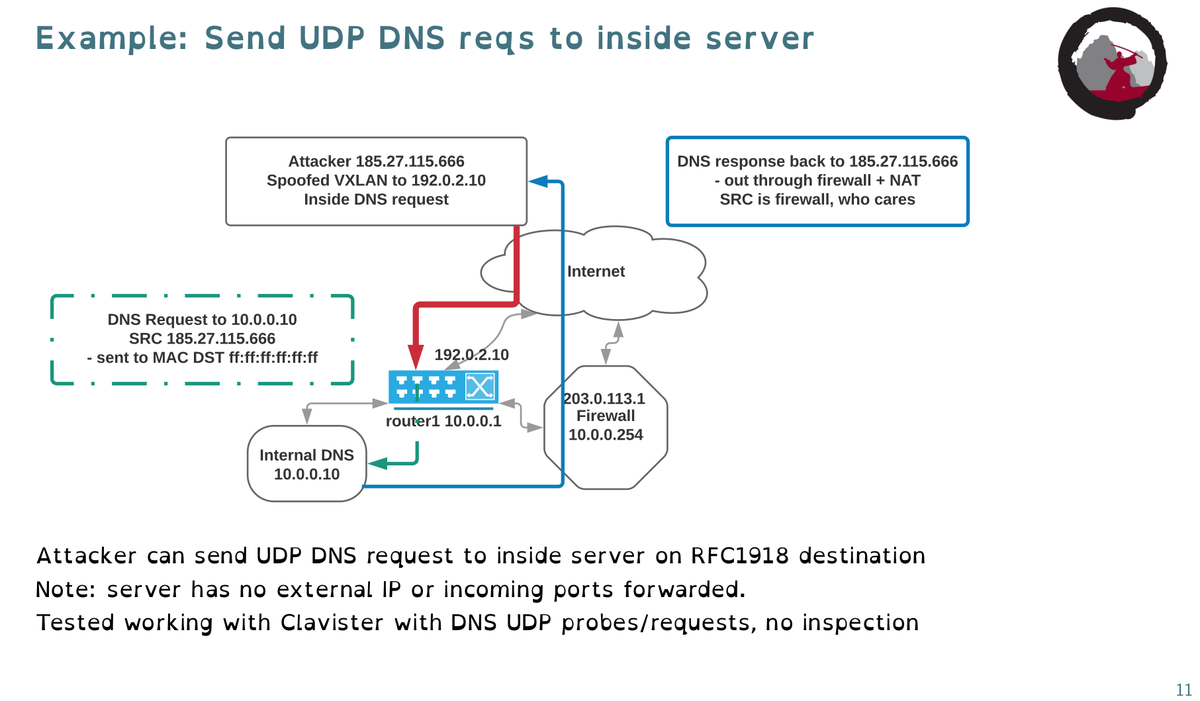 Example: Send UDP DNS reqs to inside server
Attacker 185.27.115.666
Spoofed VXLAN to 192.0.2.10
Inside DNS request
DNS response back to 185.27.115.666
- out through firewall + NAT
SRC is firewall, who cares
Internet
DNS Request to 10.0.0.10
SRC 185.27.115.666
- sent to MAC DST ff:ff:ff:ff:ff:ff
192.0.2.10
router1 10.0.0.1
203.0.113.1
Firewall
10.0.0.254
Internal DNS
10.0.0.10
Attacker can send UDP DNS request to inside server on RFC1918 destination
Note: server has no external IP or incoming ports forwarded.
Tested working with Clavister with DNS UDP probes/requests, no inspection
11